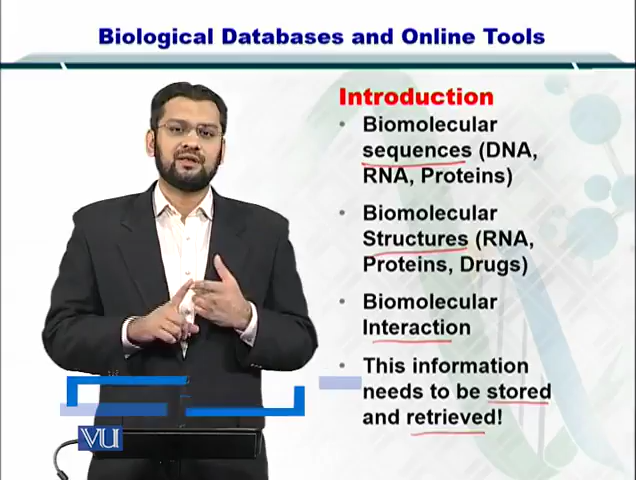 Biological Databases and Online Tools
Introduction
• Biomolecular
sequences (DNA,
RNA, Proteins)
• Biomolecular
Structures (RNA,
Proteins, Drugs)
• Biomolecular
Interaction
• This information
needs to be stored
and retrieved!
VU